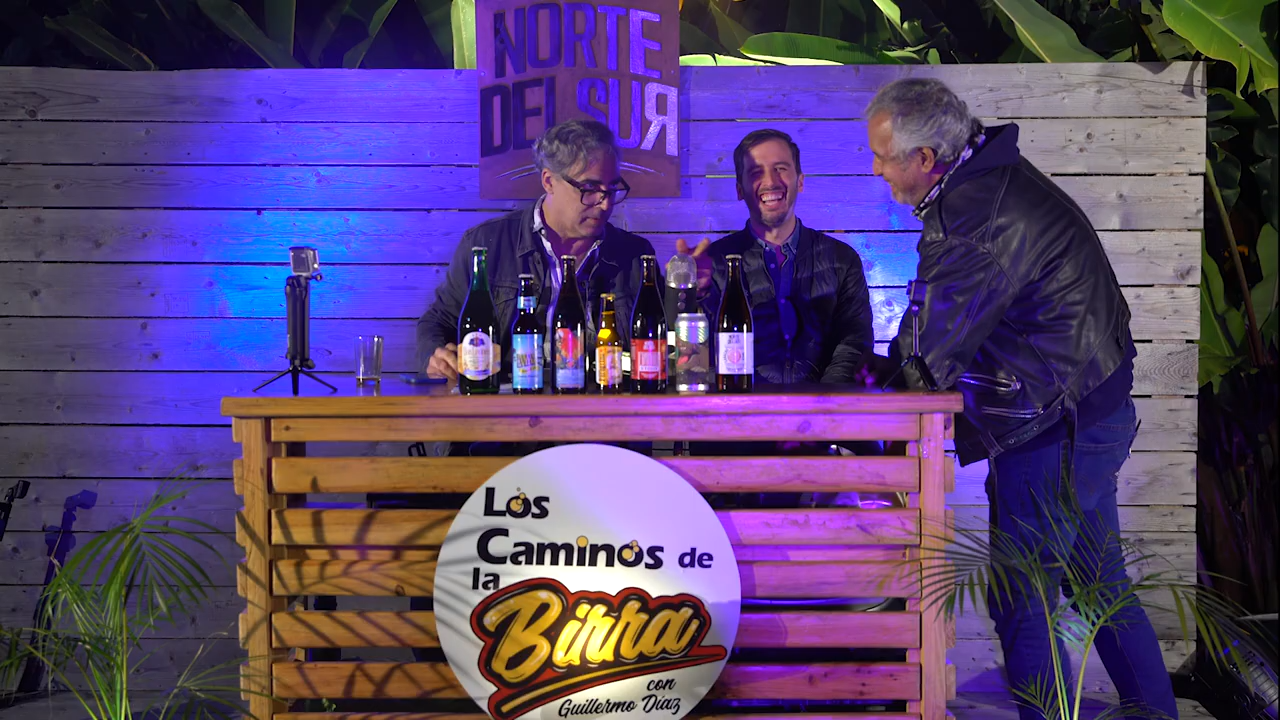 NORTE
DEL SUR
Los
Caminos de
la
Birra
con
Guillermo Díaz